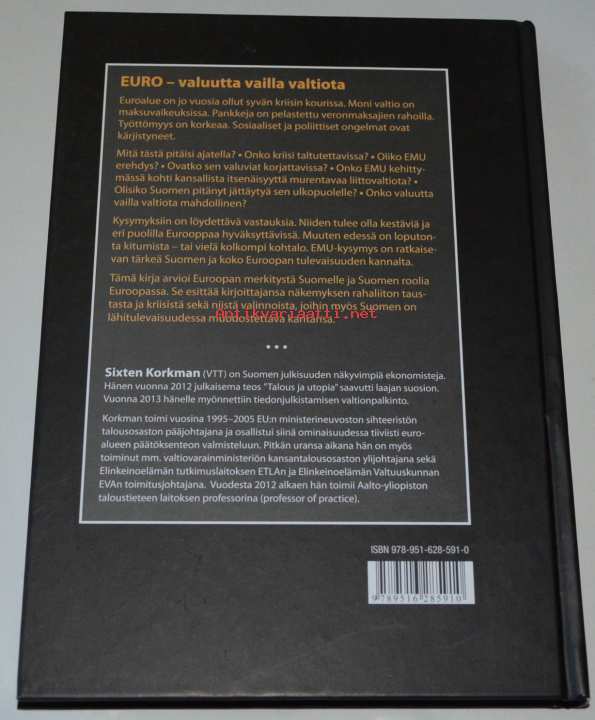 EURO – valuutta vailla valtiota
Euroalue on jo vuosia ollut syvän kriisin kourissa. Moni valtio on
maksuvaikeuksissa. Pankkeja on pelastettu veronmaksajien rahoilla.
Työttömyys on korkeaa. Sosiaaliset ja poliittiset ongelmat ovat
kärjistyneet.
Mitä tästä pitäisi ajatella? • Onko kriisi taltutettavissa? • Oliko EMU
erehdys? • Ovatko sen valuviat korjattavissa? • Onko EMU kehitty-
mässä kohti kansallista itsenäisyyttä murentavaa liittovaltiota? •
Olisiko Suomen pitänyt jättäytyä sen ulkopuolelle? • Onko valuutta
vailla valtiota mahdollinen?
Kysymyksiin on löydettävä vastauksia. Niiden tulee olla kestäviä ja
eri puolilla Eurooppaa hyväksyttävissä. Muuten edessä on loputon-
ta kitumista – tai vielä kolkompi kohtalo. EMU-kysymys on ratkaise-
van tärkeä Suomen ja koko Euroopan tulevaisuuden kannalta.
Tämä kirja arvioi Euroopan merkitystä Suomelle ja Suomen roolia
Euroopassa. Se esittää kirjoittajansa näkemyksen rahaliiton taus-
tasta ja kriisistä sekä niistä valinnoista, joihin myös Suomen on
lähitulevaisuudessa muodostettava kantansa.
Antikvariaatti.net
• • •
Sixten Korkman (VTT) on Suomen julkisuuden näkyvimpiä ekonomisteja.
Hänen vuonna 2012 julkaisema teos "Talous ja utopia" saavutti laajan suosion.
Vuonna 2013 hänelle myönnettiin tiedonjulkistamisen valtionpalkinto.
Korkman toimi vuosina 1995–2005 EU:n ministerineuvoston sihteeristön
talousosaston pääjohtajana ja osallistui siinä ominaisuudessa tiiviisti euro-
alueen päätöksenteon valmisteluun. Pitkän uransa aikana hän on myös
toiminut mm. valtiovarainministeriön kansantalousosaston ylijohtajana sekä
Elinkeinoelämän tutkimuslaitoksen ETLAn ja Elinkeinoelämän Valtuuskunnan
EVAn toimitusjohtajana. Vuodesta 2012 alkaen hän toimii Aalto-yliopiston
taloustieteen laitoksen professorina (professor of practice).
ISBN 978-951-628-591-0
9 789516 285910